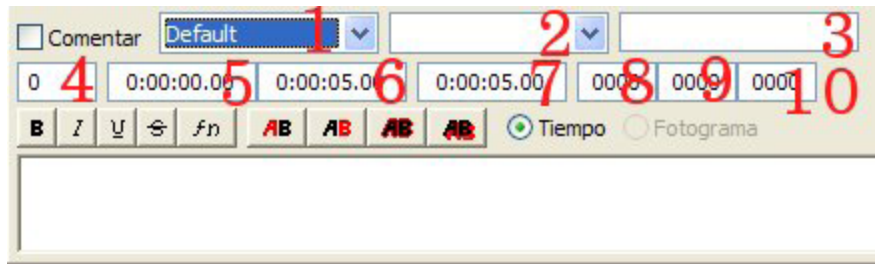 Comentar Default 1 2 3
0 4 0:00:00.00 5 0:00:05.00 6 0:00:05.00 7 0000 8 0000 9 0000 10
B I U S fn AB AB AB AB Tiempo Fotograma